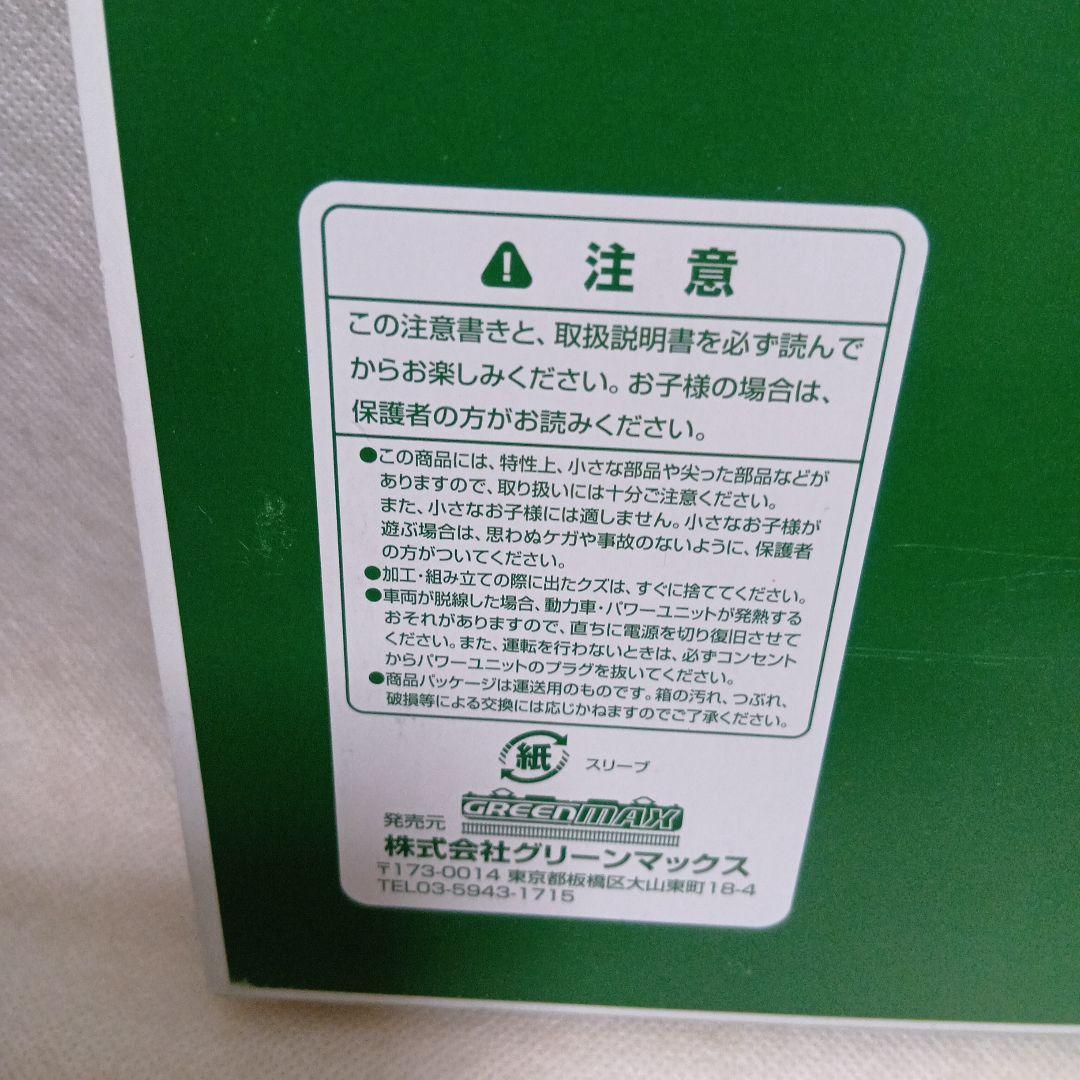 注 意
この注意書きと、取扱説明書を必ず読んで
からお楽しみください。お子様の場合は、
保護者の方がお読みください。
●この商品には、特性上、小さな部品や尖った部品などが
ありますので、取り扱いには十分ご注意ください。
また、小さなお子様には適しません。小さなお子様が
遊ぶ場合は、思わぬケガや事故のないように、保護者
の方がついてください。
●加工・組み立ての際に出たクズは、すぐに捨ててください。
●車両が脱線した場合、動力車・パワーユニットが発熱する
おそれがありますので、直ちに電源を切り復旧させて
ください。また、運転を行わないときは、必ずコンセント
からパワーユニットのプラグを抜いてください。
●商品パッケージは運送用のものです。箱の汚れ、つぶれ、
破損等による交換には応じかねますのでご了承ください。
紙 スリーブ
発売元 GREENMAX
株式会社グリーンマックス
〒173-0014 東京都板橋区大山東町18-4
TEL03-5943-1715